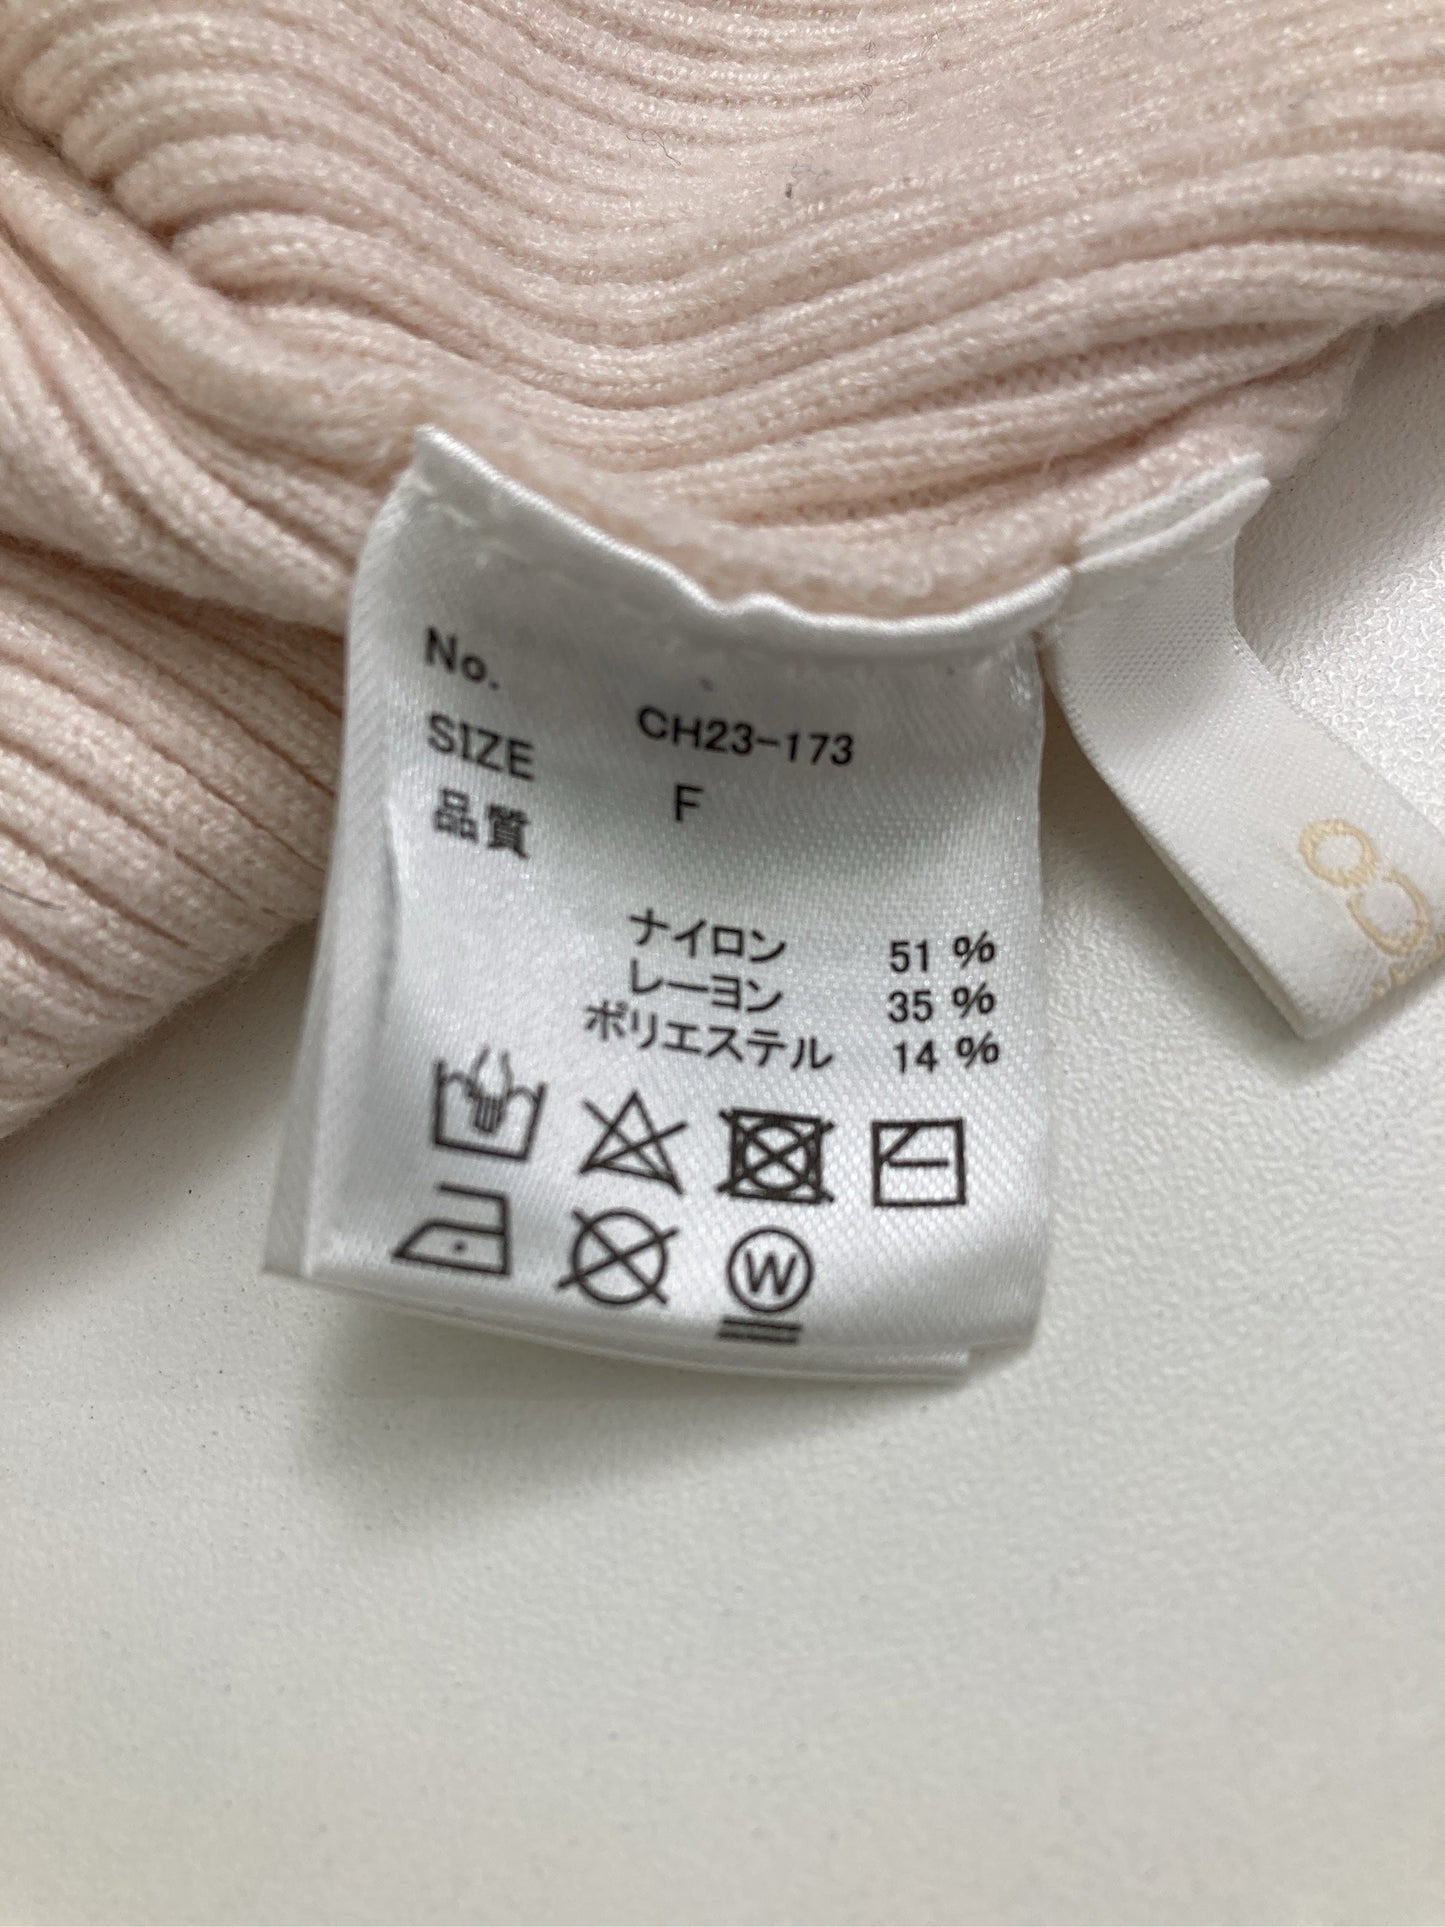 No.
CH23-173
SIZE
F
品質
ナイロン 51 %
レーヨン 35 %
ポリエステル 14 %
W